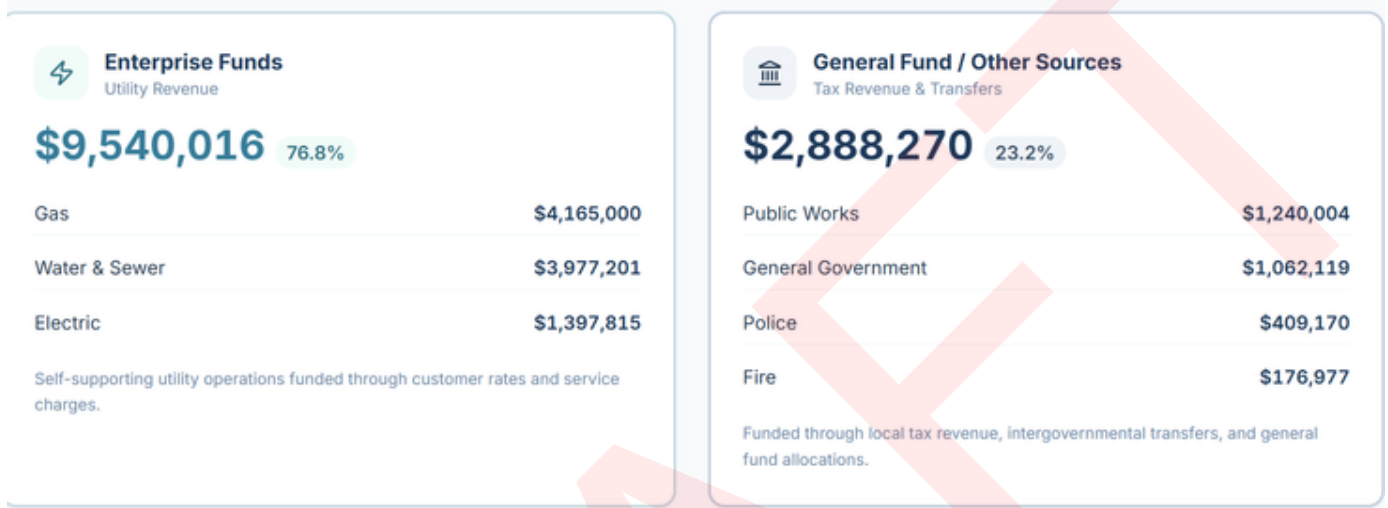 Enterprise Funds
Utility Revenue
$9,540,016 76.8%
Gas $4,165,000
Water & Sewer $3,977,201
Electric $1,397,815
Self-supporting utility operations funded through customer rates and service
charges.
General Fund / Other Sources
Tax Revenue & Transfers
$2,888,270 23.2%
Public Works $1,240,004
General Government $1,062,119
Police $409,170
Fire $176,977
Funded through local tax revenue, intergovernmental transfers, and general
fund allocations.